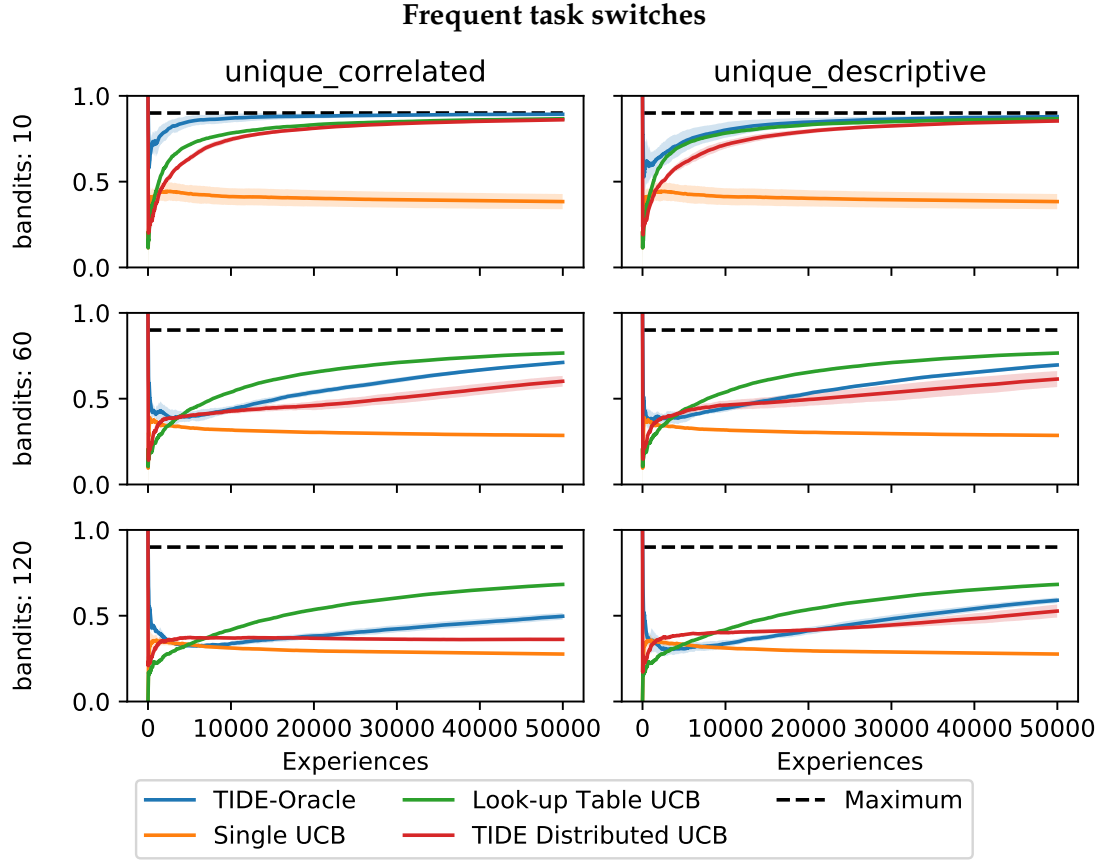 Frequent task switches
unique_correlated
unique_descriptive
bandits: 10
1.0
0.5
0.0
bandits: 60
1.0
0.5
0.0
bandits: 120
1.0
0.5
0.0
0 10000 20000 30000 40000 50000
0 10000 20000 30000 40000 50000
Experiences
Experiences
TIDE-Oracle
Single UCB
Look-up Table UCB
TIDE Distributed UCB
Maximum